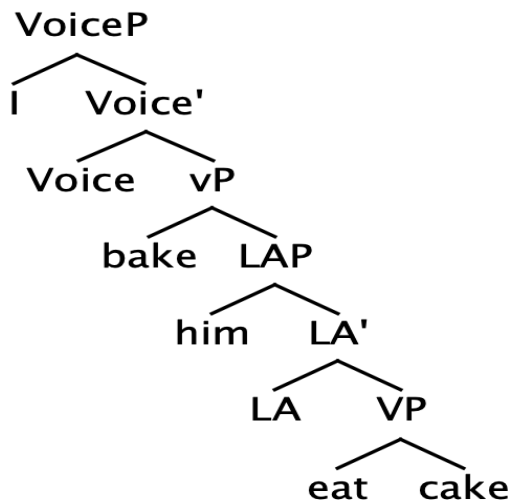 VoiceP
I Voice'
Voice vP
bake LAP
him LA'
LA VP
eat cake